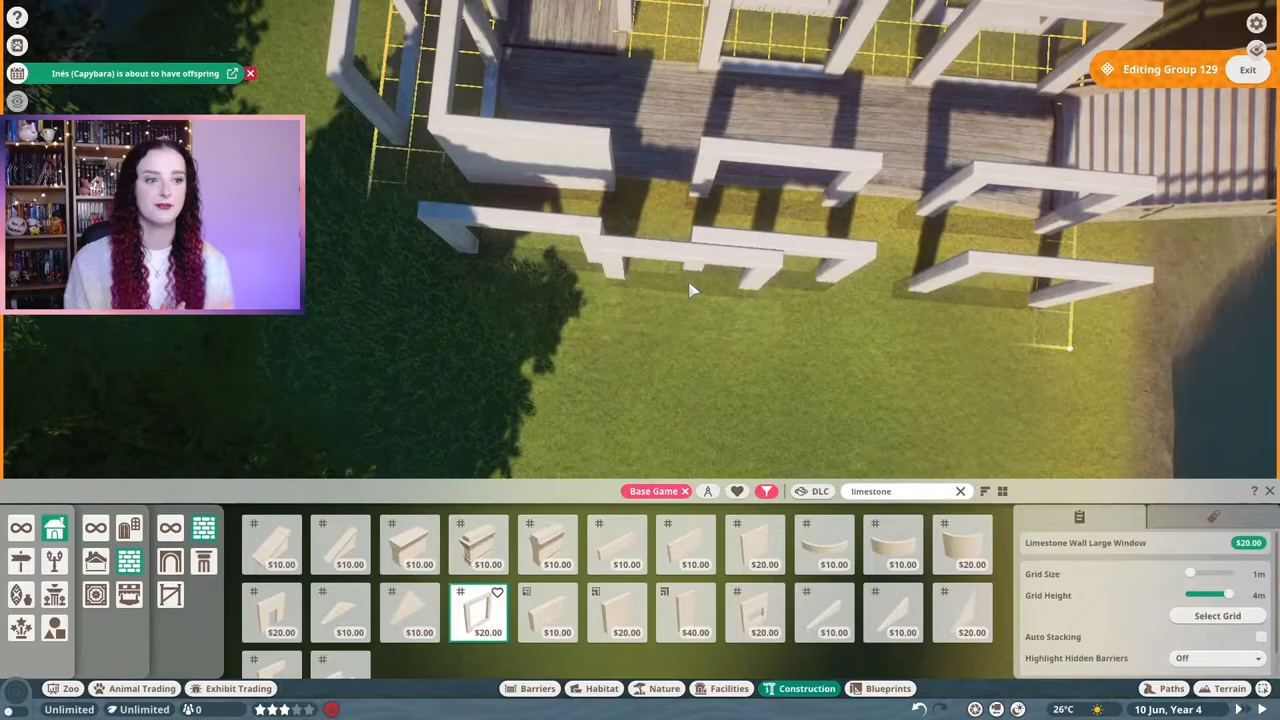 ?
Inés (Capybara) is about to have offspring
Editing Group 129
Exit
Base Game
DLC
limestone
?
$10.00
$10.00
$10.00
$10.00
$10.00
$10.00
$10.00
$10.00
$10.00
$10.00
$10.00
$20.00
$10.00
$10.00
$20.00
$10.00
$20.00
$40.00
$20.00
$10.00
$10.00
$20.00
Limestone Wall Large Window
$20.00
Grid Size
1m
Grid Height
4m
Select Grid
Auto Stacking
Highlight Hidden Barriers
Off
Zoo
Animal Trading
Exhibit Trading
Barriers
Habitat
Nature
Facilities
Construction
Blueprints
Paths
Terrain
Unlimited
Unlimited
0
26°C
10 Jun, Year 4